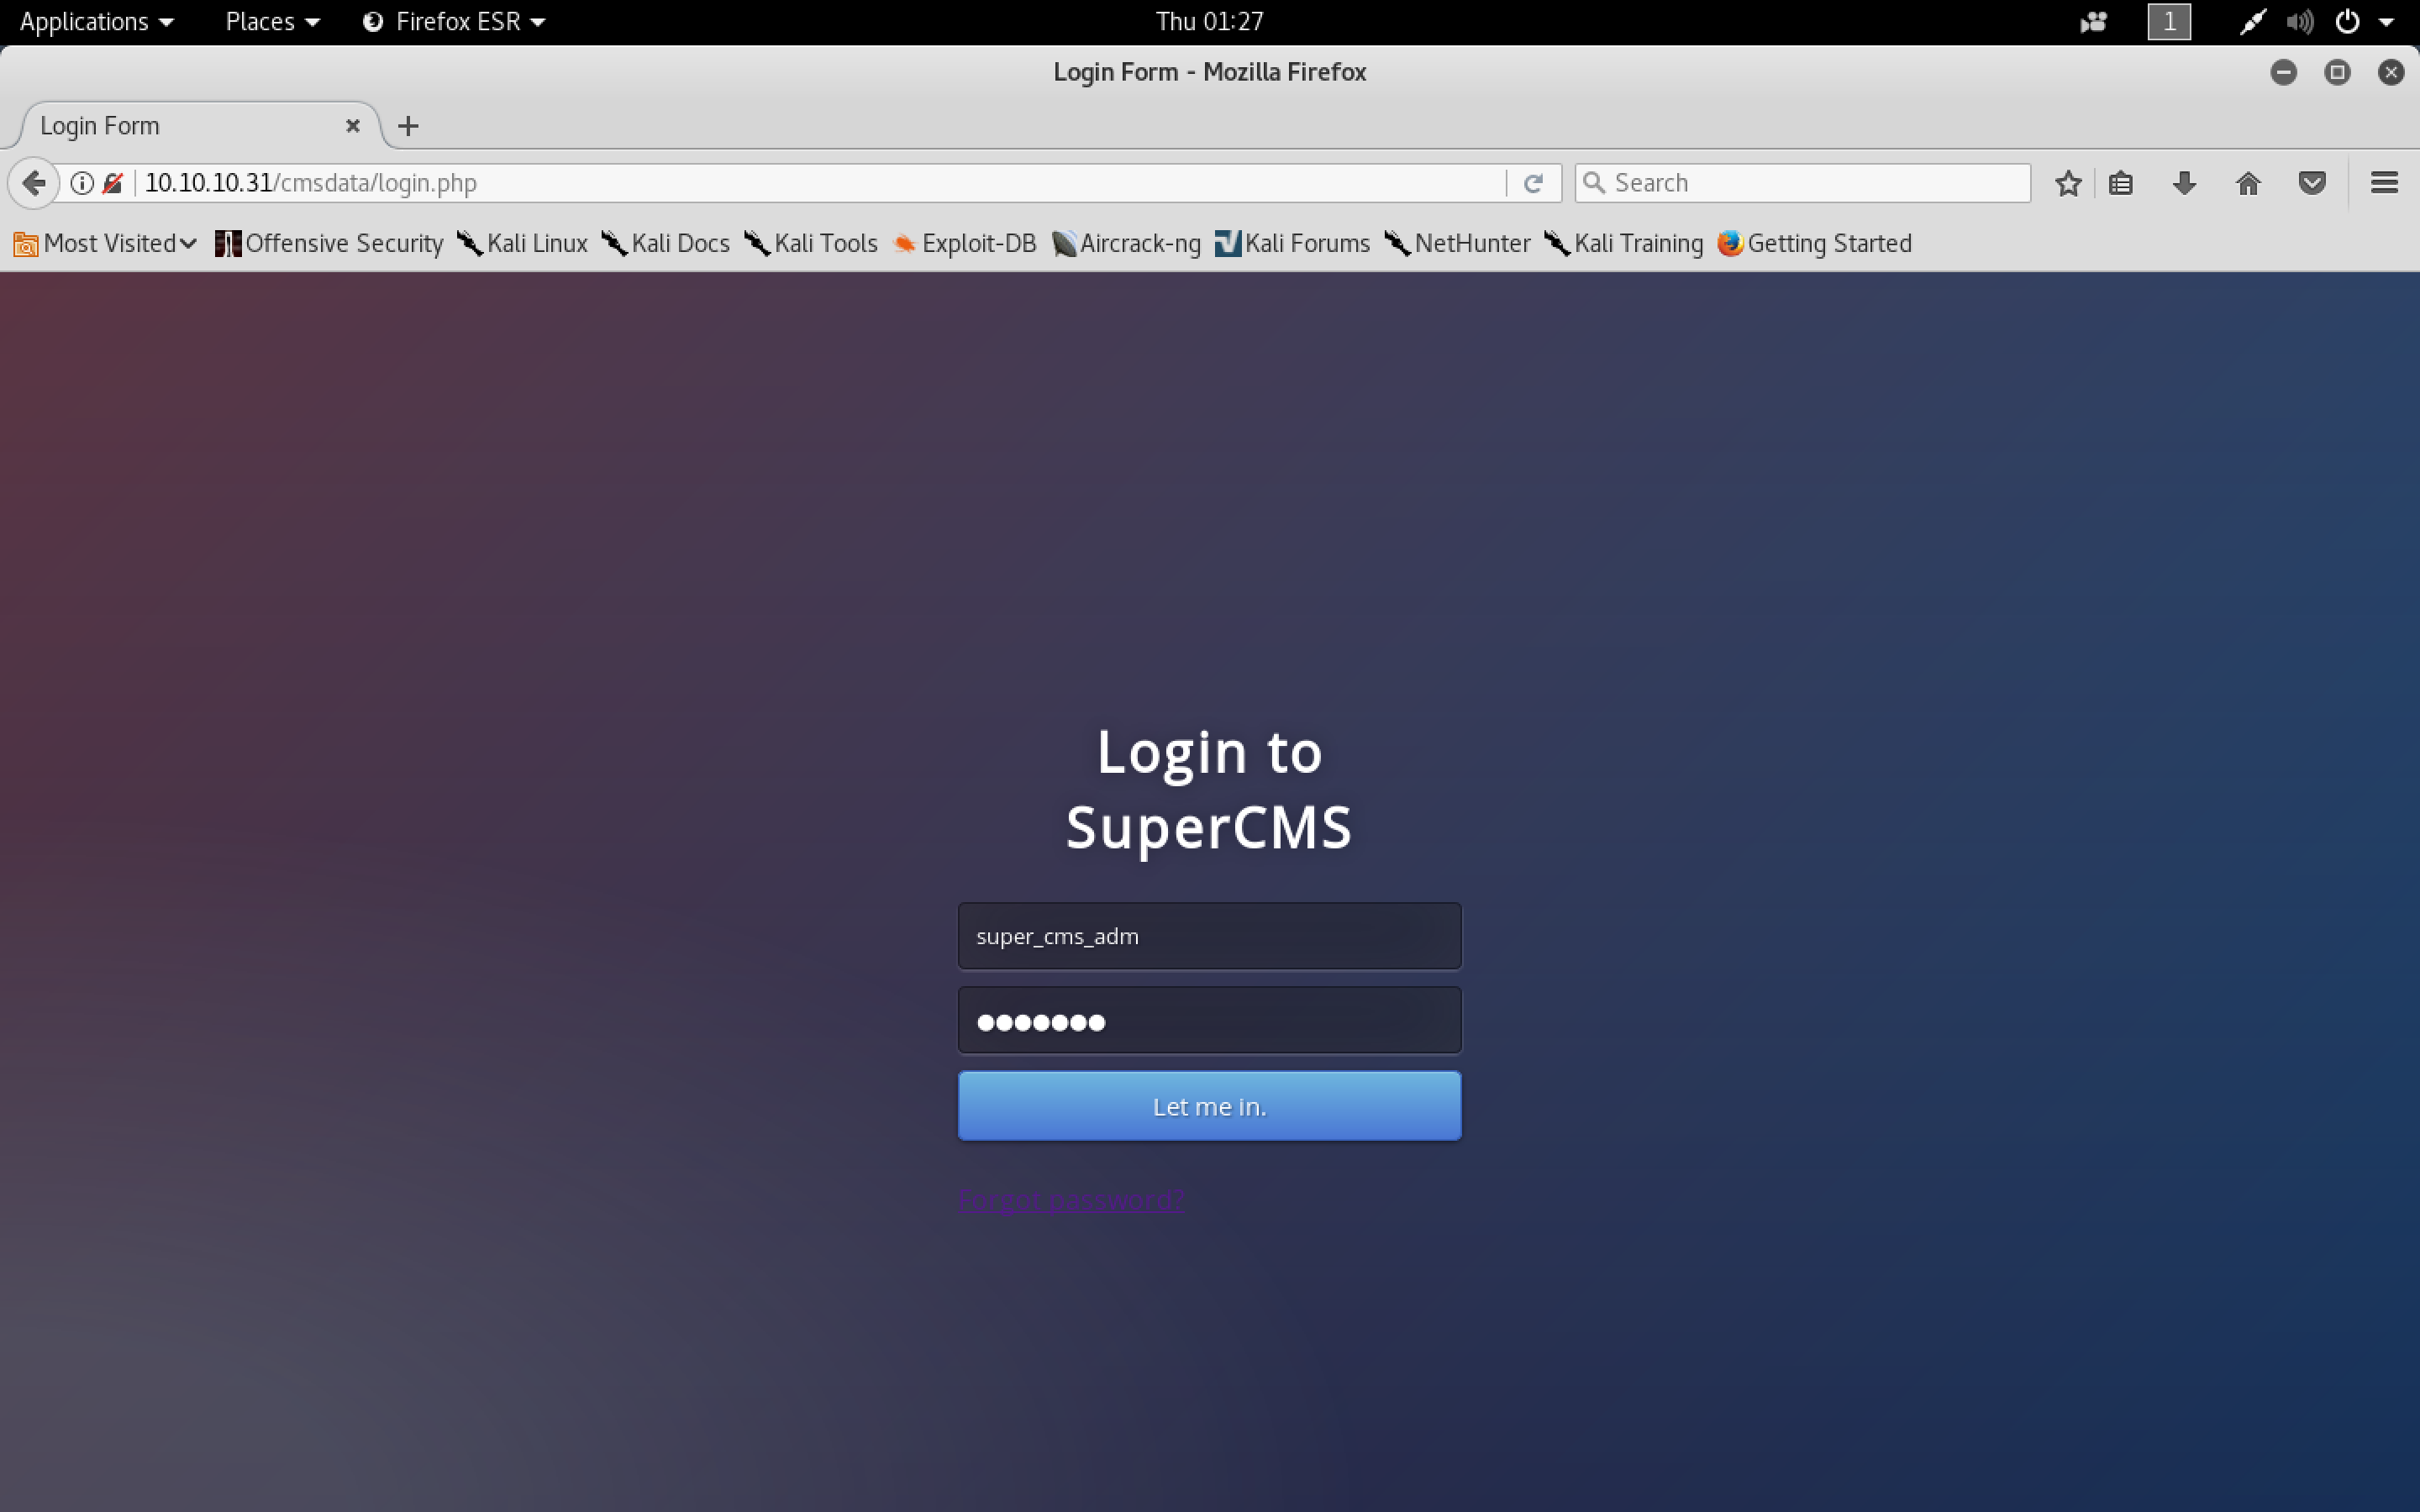 Applications Places Firefox ESR Thu 01:27 1
Login Form - Mozilla Firefox
Login Form
10.10.10.31/cmsdata/login.php Search
Most Visited Offensive Security Kali Linux Kali Docs Kali Tools Exploit-DB Aircrack-ng Kali Forums NetHunter Kali Training Getting Started
Login to
SuperCMS
super_cms_adm
●●●●●●●
Let me in.
Forgot password?